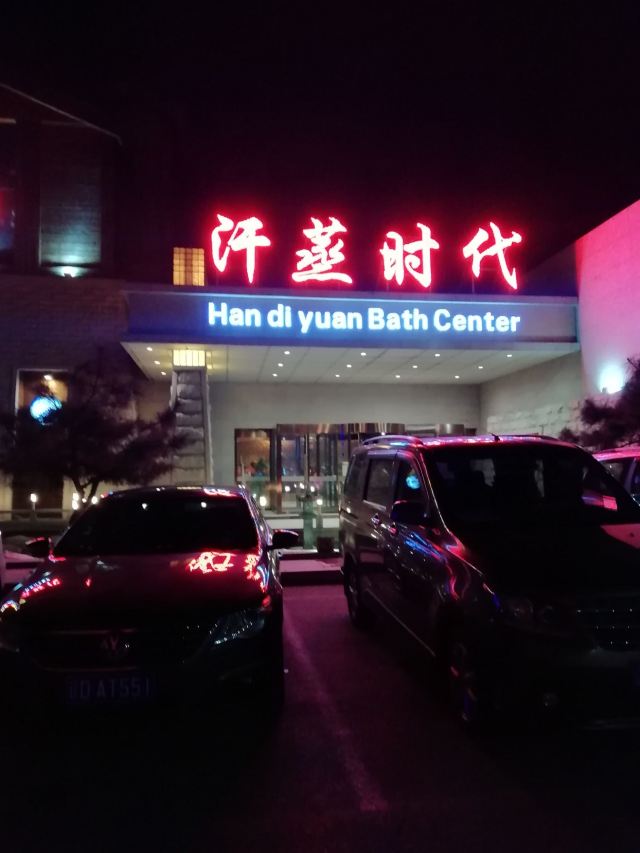 汗蒸时代
Han di yuan Bath Center